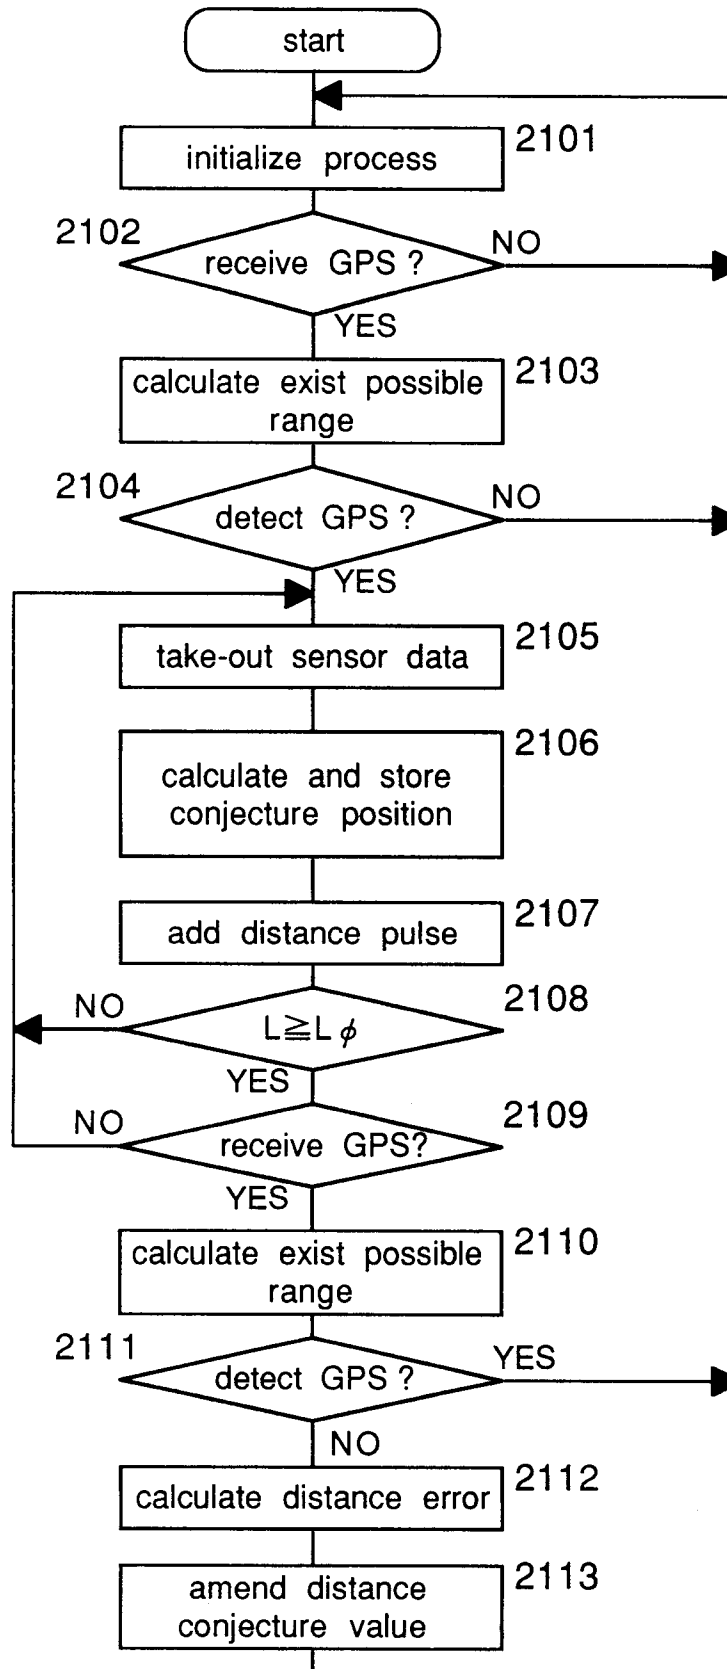 start
2101
initialize process
2102
receive GPS ?
NO
YES
2103
calculate exist possible
range
2104
detect GPS ?
NO
YES
2105
take-out sensor data
2106
calculate and store
conjecture position
2107
add distance pulse
2108
NO
L≧Lφ
YES
2109
NO
receive GPS?
YES
2110
calculate exist possible
range
2111
detect GPS ?
YES
NO
2112
calculate distance error
2113
amend distance
conjecture value